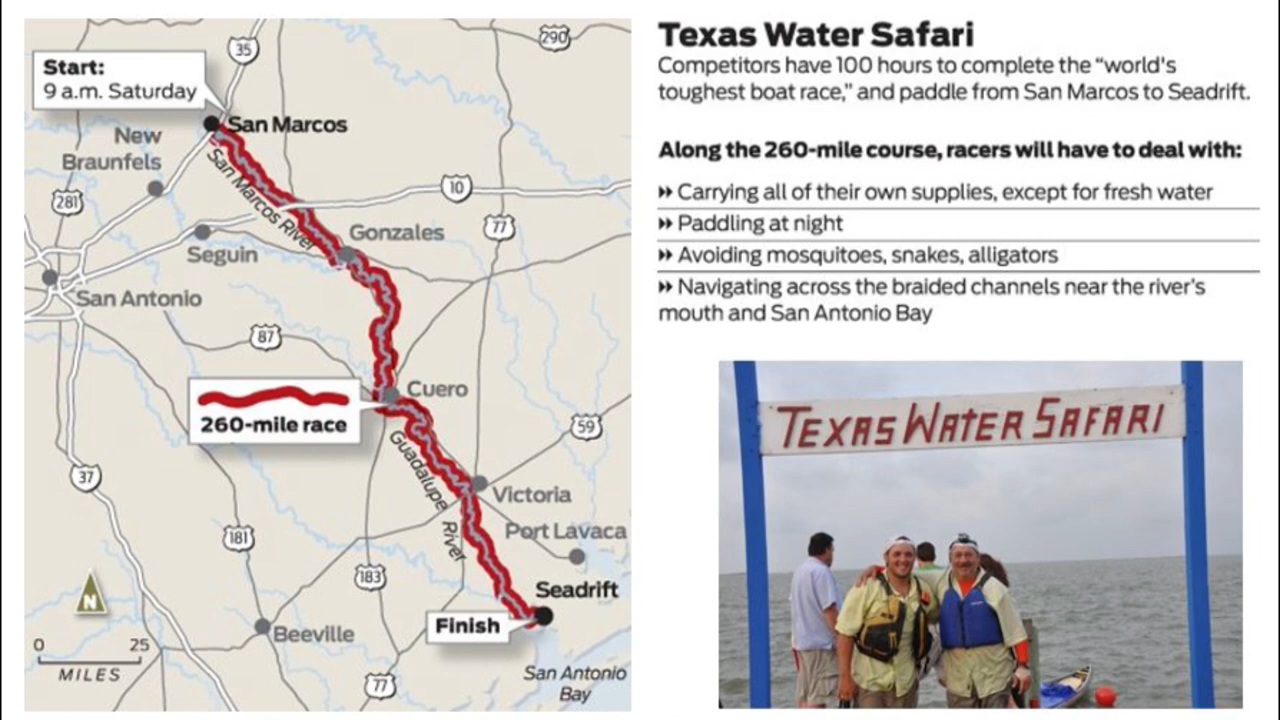 Texas Water Safari
Competitors have 100 hours to complete the “world's
toughest boat race,” and paddle from San Marcos to Seadrift.
Along the 260-mile course, racers will have to deal with:
Carrying all of their own supplies, except for fresh water
Paddling at night
Avoiding mosquitoes, snakes, alligators
Navigating across the braided channels near the river's
mouth and San Antonio Bay
TEXAS WATER SAFARI
290
35
Start:
9 a.m. Saturday
San Marcos
New
Braunfels
281
San Marcos River
10
77
Gonzales
Seguin
San Antonio
87
Cuero
260-mile race
59
Guadalupe River
37
Victoria
181
Port Lavaca
183
N
Seadrift
Finish
Beeville
0 25
MILES
77
San Antonio
Bay